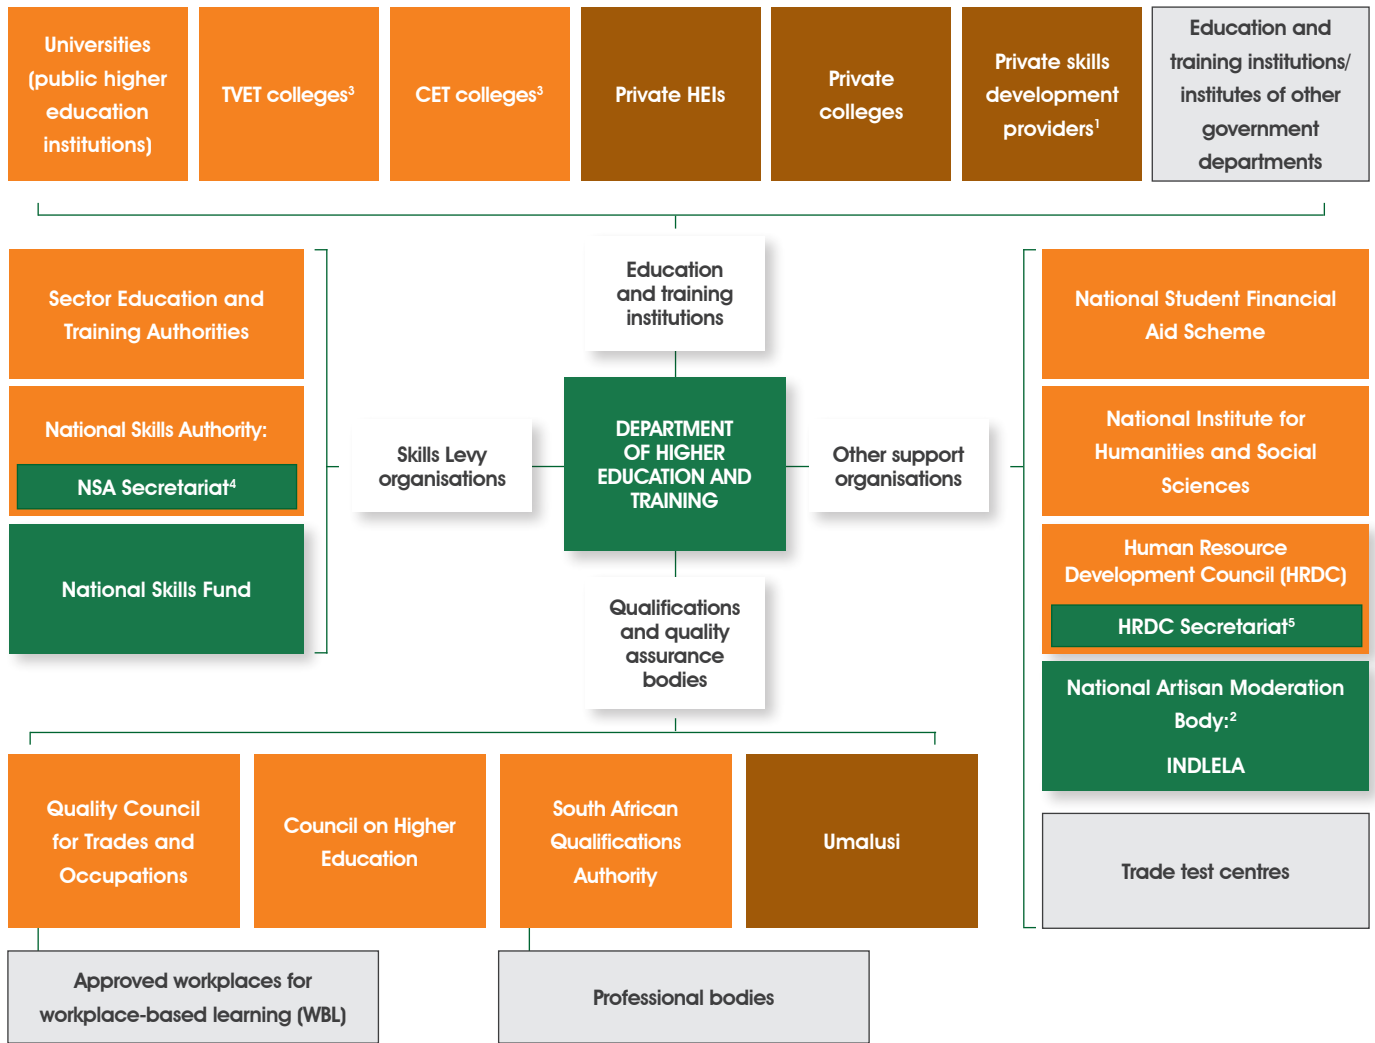 Universities
(public higher
education
institutions)
TVET colleges³
CET colleges³
Private HEIs
Private
colleges
Private skills
development
providers¹
Education and
training institutions/
institutes of other
government
departments
Education
and training
institutions
Sector Education and
Training Authorities
National Skills Authority:
NSA Secretariat⁴
National Skills Fund
Skills Levy
organisations
DEPARTMENT
OF HIGHER
EDUCATION AND
TRAINING
Other support
organisations
National Student Financial
Aid Scheme
National Institute for
Humanities and Social
Sciences
Human Resource
Development Council (HRDC)
HRDC Secretariat⁵
National Artisan Moderation
Body:²
INDLELA
Trade test centres
Qualifications
and quality
assurance
bodies
Quality Council
for Trades and
Occupations
Council on Higher
Education
South African
Qualifications
Authority
Umalusi
Approved workplaces for
workplace-based learning (WBL)
Professional bodies